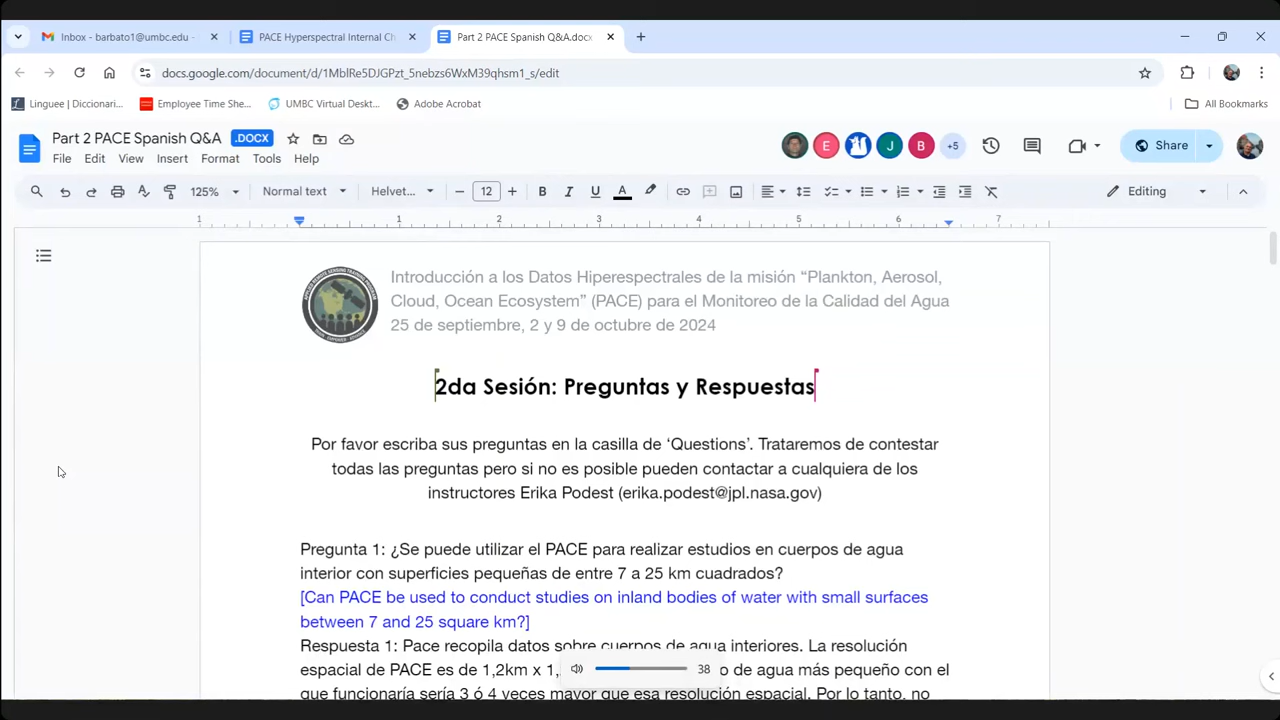 Inbox - barbato1@umbc.edu -
PACE Hyperspectral Internal Ch
Part 2 PACE Spanish Q&A.docx
docs.google.com/document/d/1MblRe5DJGPzt_5nebzs6WxM39qhsm1_s/edit
Linguee | Diccionari...
Employee Time She...
UMBC Virtual Deskt...
Adobe Acrobat
All Bookmarks
Part 2 PACE Spanish Q&A .DOCX
+5
Share
File Edit View Insert Format Tools Help
125% Normal text Helvet... 12 Editing
1 1 2 3 4 5 6 7
Introducción a los Datos Hiperespectrales de la misión “Plankton, Aerosol,
Cloud, Ocean Ecosystem” (PACE) para el Monitoreo de la Calidad del Agua
25 de septiembre, 2 y 9 de octubre de 2024
2da Sesión: Preguntas y Respuestas
Por favor escriba sus preguntas en la casilla de ‘Questions’. Trataremos de contestar
todas las preguntas pero si no es posible pueden contactar a cualquiera de los
instructores Erika Podest (erika.podest@jpl.nasa.gov)
Pregunta 1: ¿Se puede utilizar el PACE para realizar estudios en cuerpos de agua
interior con superficies pequeñas de entre 7 a 25 km cuadrados?
[Can PACE be used to conduct studies on inland bodies of water with small surfaces
between 7 and 25 square km?]
Respuesta 1: Pace recopila datos sobre cuerpos de agua interiores. La resolución
espacial de PACE es de 1,2km x 1, de agua más pequeño con el
38
que funcionaría sería 3 ó 4 veces mayor que esa resolución espacial. Por lo tanto, no